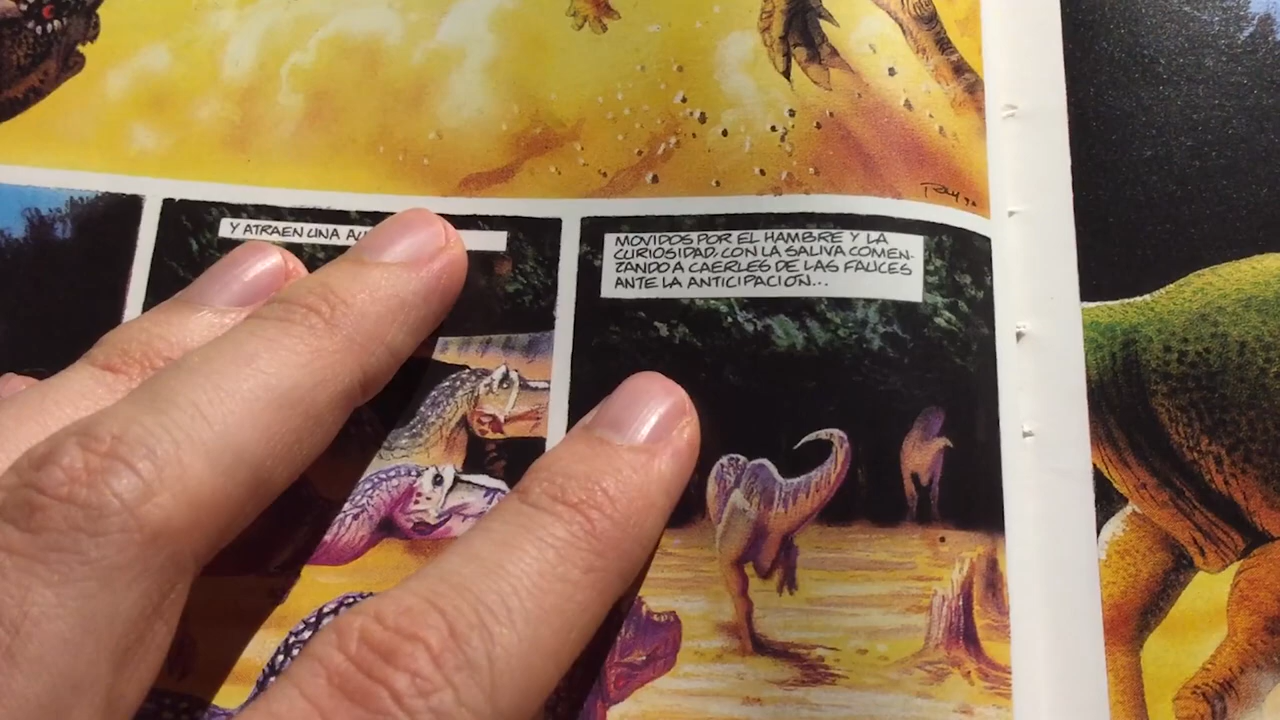 Y ATRAEN UNA
MOVIDOS POR EL HAMBRE Y LA
CURIOSIDAD, CON LA SALIVA COMEN-
ZANDO A CAERLES DE LAS FAUCES
ANTE LA ANTICIPACIÓN...